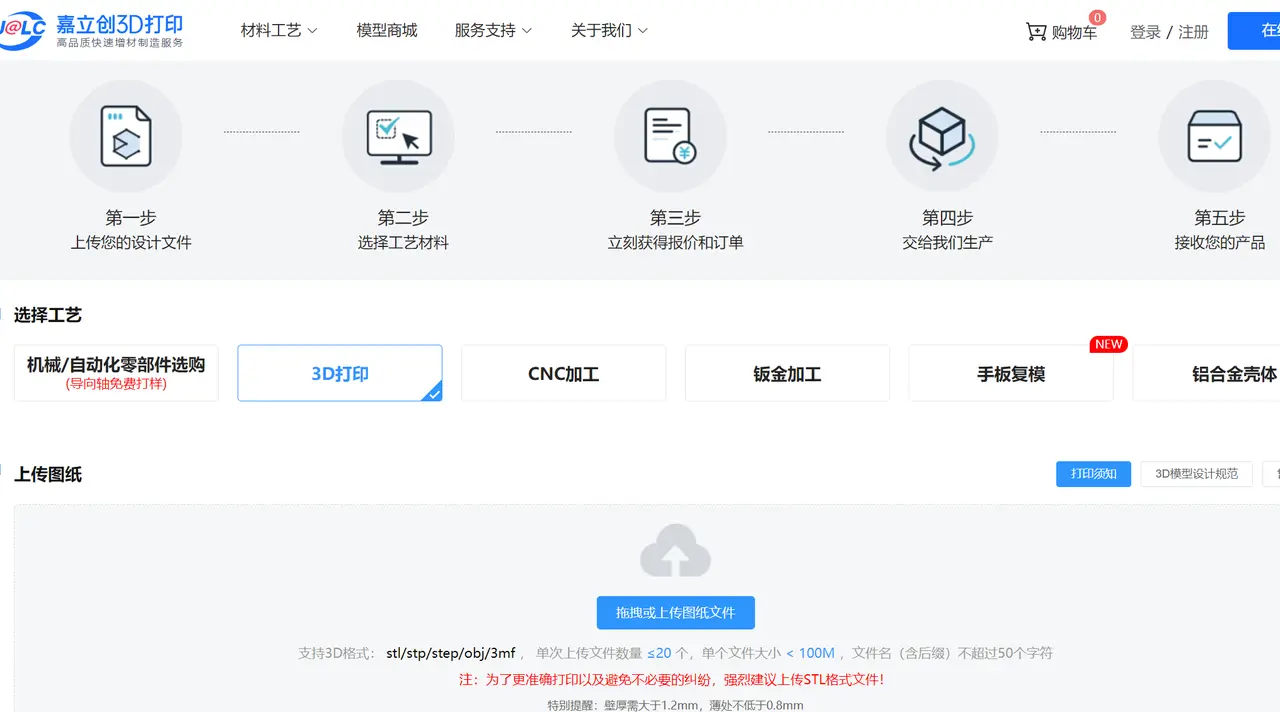 J@LC 嘉立创3D打印
高品质快速增材制造服务
材料工艺 模型商城 服务支持 关于我们 购物车 0 登录 / 注册
第一步 第二步 第三步 第四步 第五步
上传您的设计文件 选择工艺材料 立刻获得报价和订单 交给我们生产 接收您的产品
选择工艺
NEW
机械/自动化零部件选购 3D打印 CNC加工 钣金加工 手板复模 铝合金壳体
(导向轴免费打样)
上传图纸 打印须知 3D模型设计规范
拖拽或上传图纸文件
支持3D格式： stl/stp/step/obj/3mf ， 单次上传文件数量 ≤20 个，单个文件大小 < 100M ，文件名（含后缀）不超过50个字符
注：为了更准确打印以及避免不必要的纠纷，强烈建议上传STL格式文件！
特别提醒：壁厚需大于1.2mm，薄处不低于0.8mm